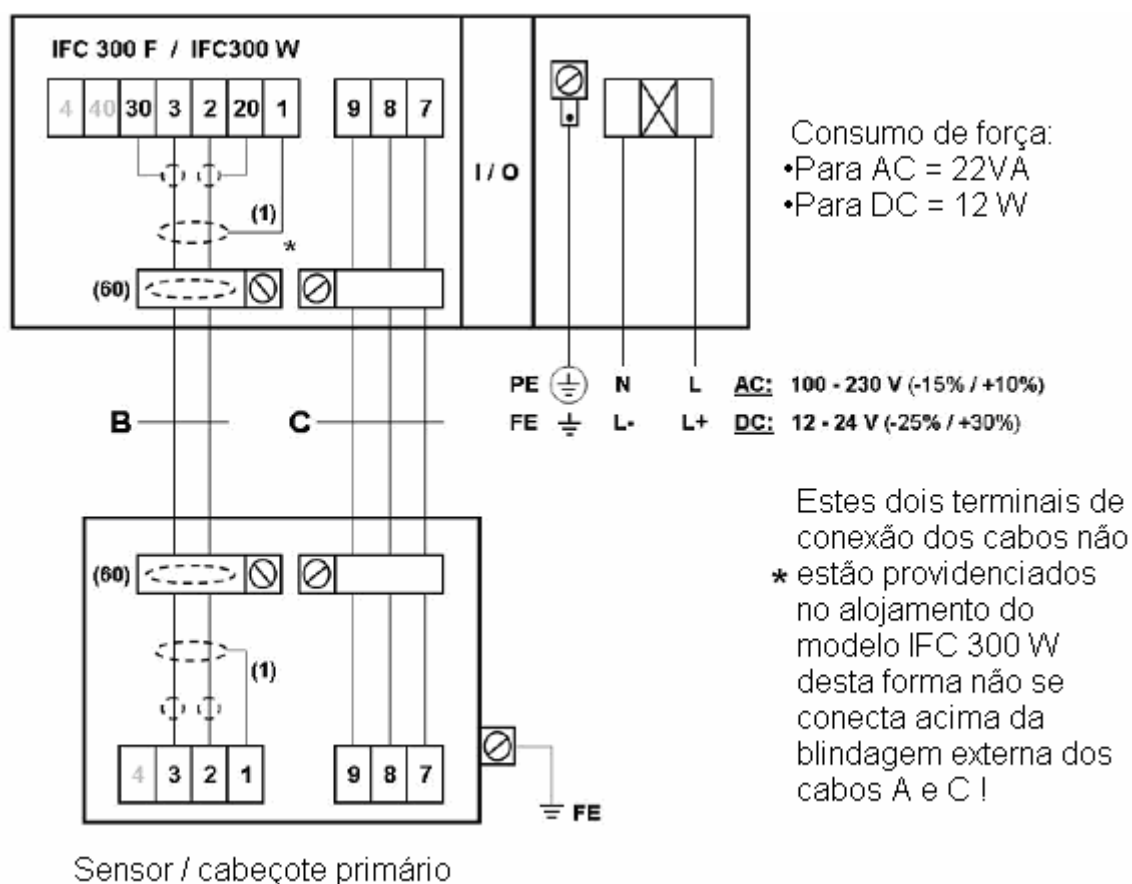 IFC 300 F / IFC300 W
4 40 30 3 2 20 1 9 8 7
I / O
Consumo de força:
•Para AC = 22VA
•Para DC = 12 W
(1)
*
(60)
PE N L AC: 100 - 230 V (-15% / +10%)
FE L- L+ DC: 12 - 24 V (-25% / +30%)
B C
Estes dois terminais de
conexão dos cabos não
* estão providenciados
no alojamento do
modelo IFC 300 W
desta forma não se
conecta acima da
blindagem externa dos
cabos A e C !
(60)
(1)
4 3 2 1 9 8 7
FE
Sensor / cabeçote primário